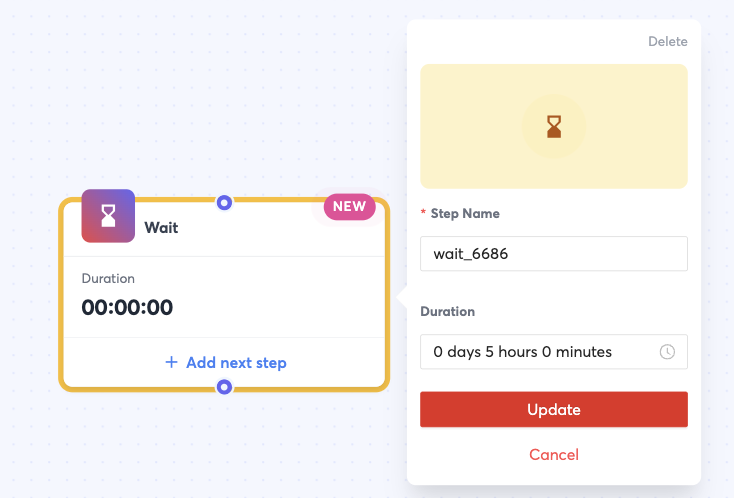 Delete
NEW
Wait
Duration
00:00:00
+ Add next step
* Step Name
wait_6686
Duration
0 days 5 hours 0 minutes
Update
Cancel